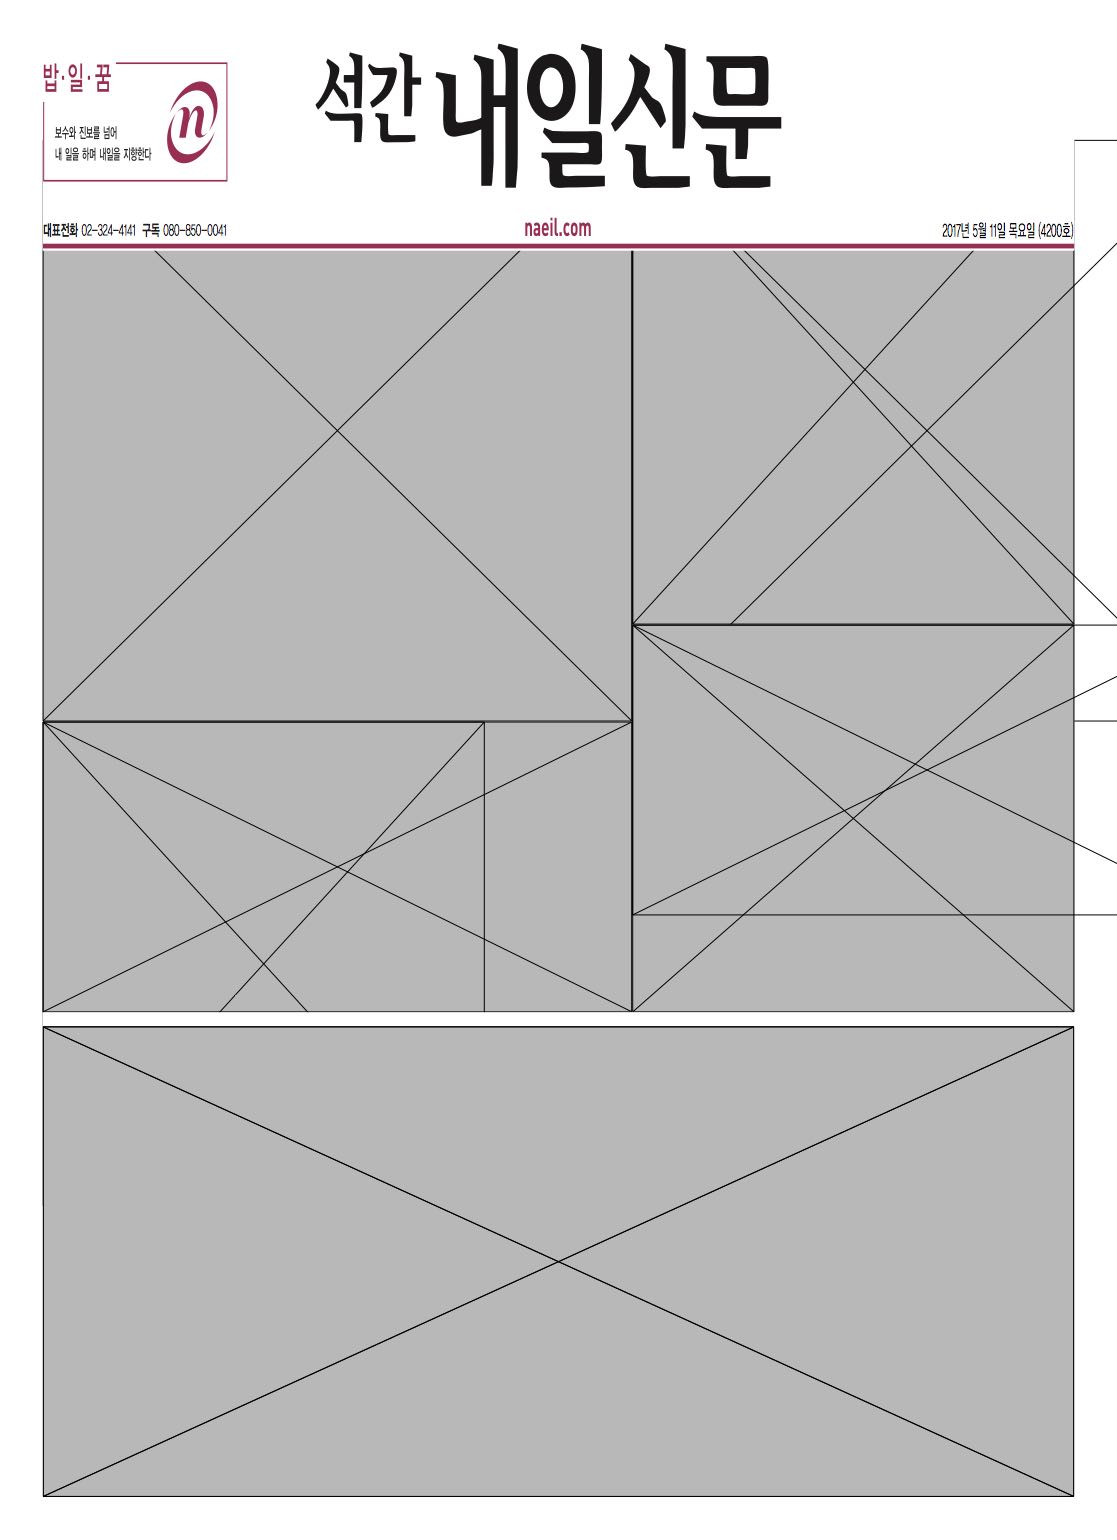 밥·일·꿈
보수와 진보를 넘어
내 일을 하며 내일을 지향한다
n
석간 내일신문
대표전화 02-324-4141 구독 080-850-0041
naeil.com
2017년 5월 11일 목요일 (4200호)